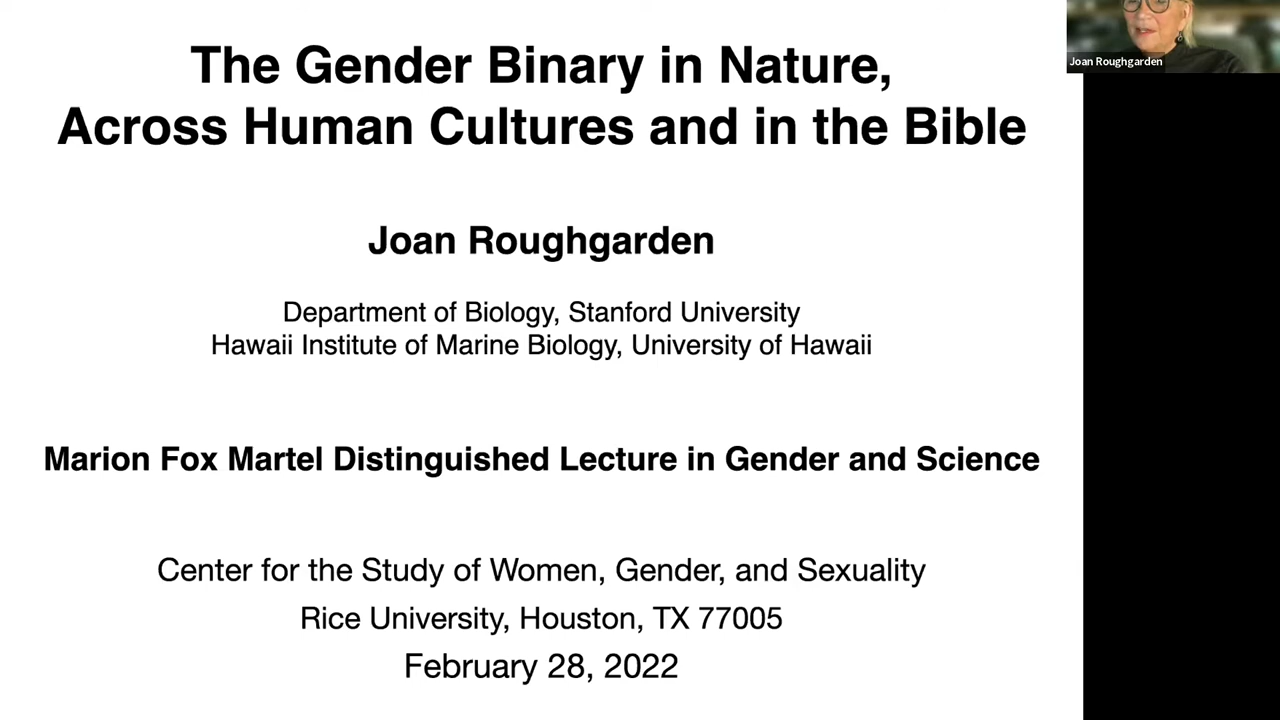 The Gender Binary in Nature,
Across Human Cultures and in the Bible
Joan Roughgarden
Joan Roughgarden
Department of Biology, Stanford University
Hawaii Institute of Marine Biology, University of Hawaii
Marion Fox Martel Distinguished Lecture in Gender and Science
Center for the Study of Women, Gender, and Sexuality
Rice University, Houston, TX 77005
February 28, 2022